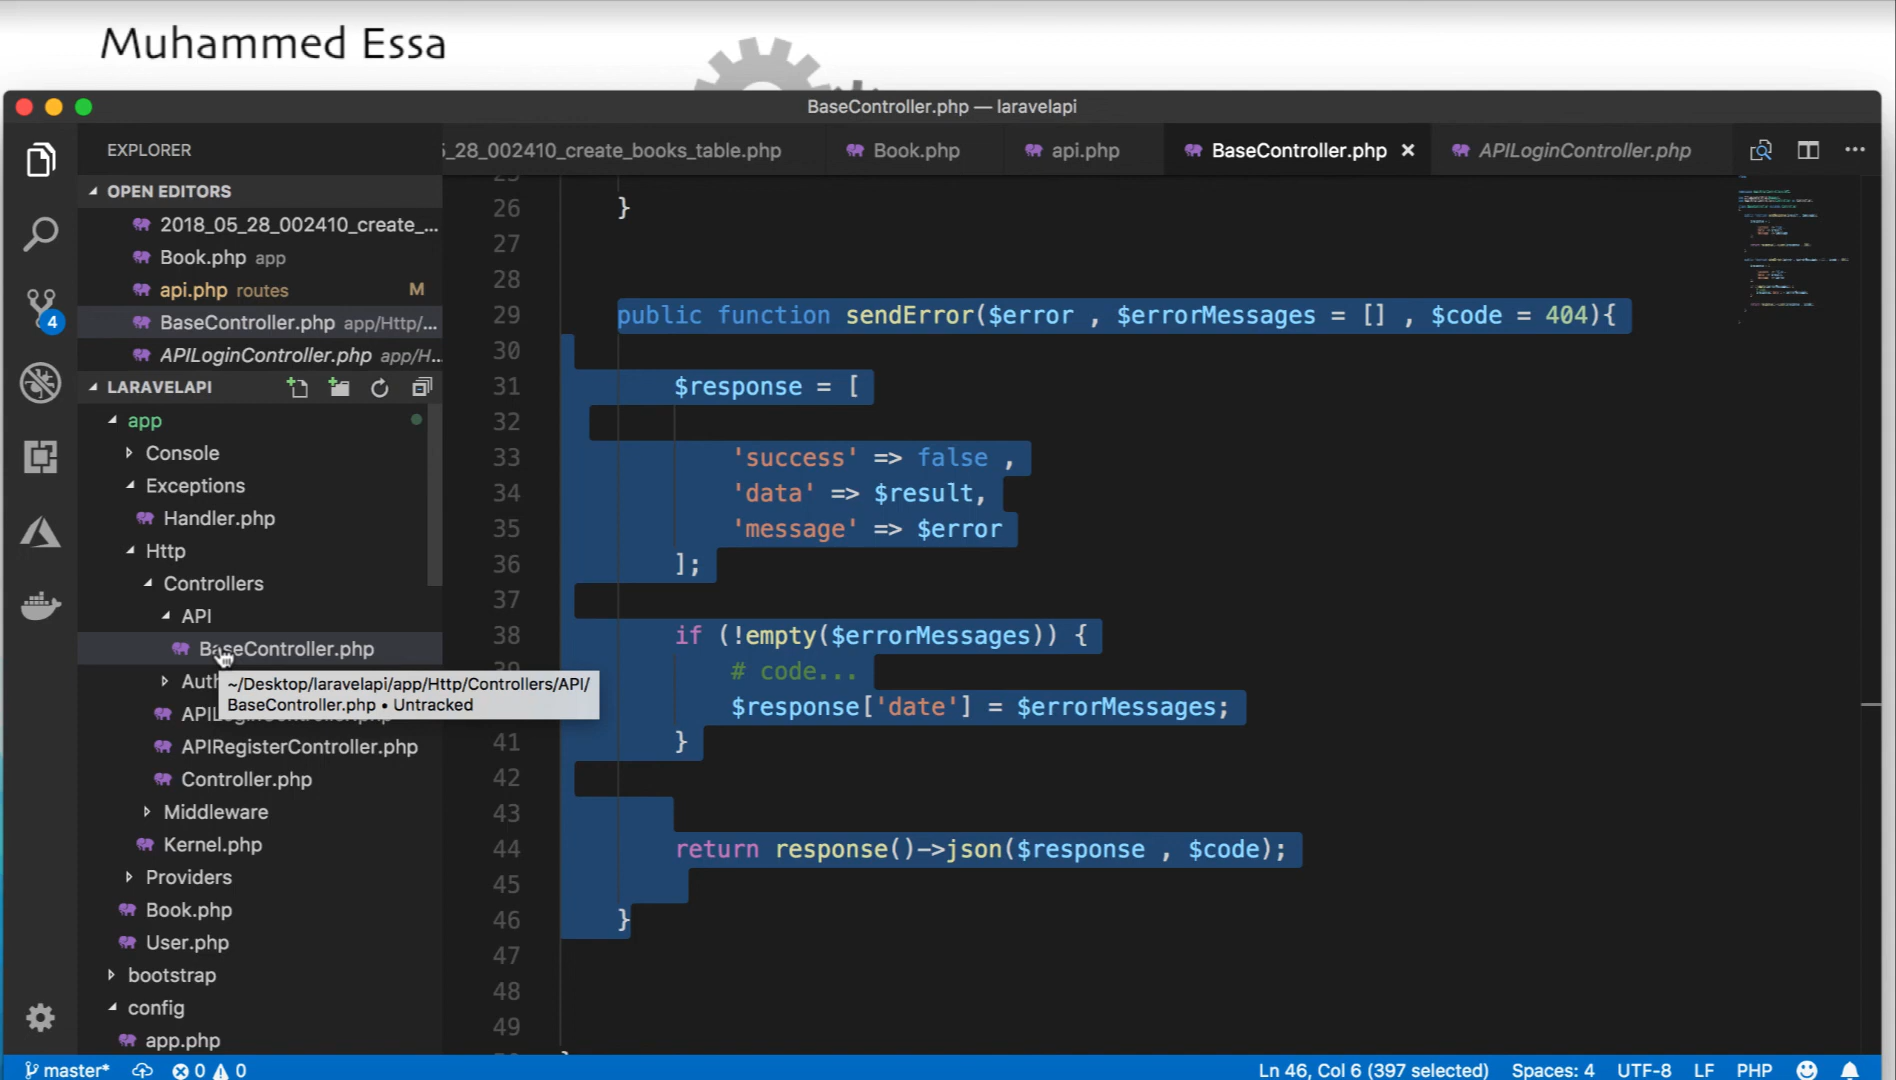 Muhammed Essa
BaseController.php — laravelapi
EXPLORER
5_28_002410_create_books_table.php
Book.php
api.php
BaseController.php ×
APILoginController.php
OPEN EDITORS
2018_05_28_002410_create_...
Book.php app
api.php routes M
BaseController.php app/Http/...
APILoginController.php app/H...
4
LARAVELAPI
app
Console
Exceptions
Handler.php
Http
Controllers
API
BaseController.php
~/Desktop/laravelapi/app/Http/Controllers/API/
BaseController.php • Untracked
APIRegisterController.php
Controller.php
Middleware
Kernel.php
Providers
Book.php
User.php
bootstrap
config
app.php
26 }
27
28
29 public function sendError($error , $errorMessages = [] , $code = 404){
30
31 $response = [
32
33 'success' => false ,
34 'data' => $result,
35 'message' => $error
36 ];
37
38 if (!empty($errorMessages)) {
# code...
$response['date'] = $errorMessages;
41 }
42
43
44 return response()->json($response , $code);
45
46 }
47
48
49
master* 0 0
Ln 46, Col 6 (397 selected) Spaces: 4 UTF-8 LF PHP